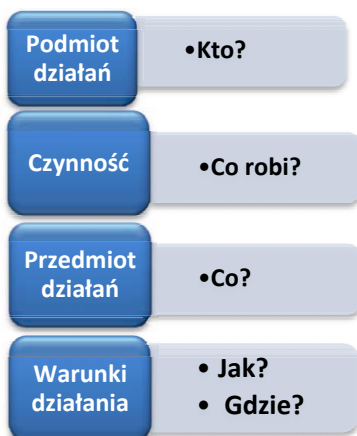 Podmiot
działań
•Kto?
Czynność
•Co robi?
Przedmiot
działań
•Co?
Warunki
działania
• Jak?
• Gdzie?